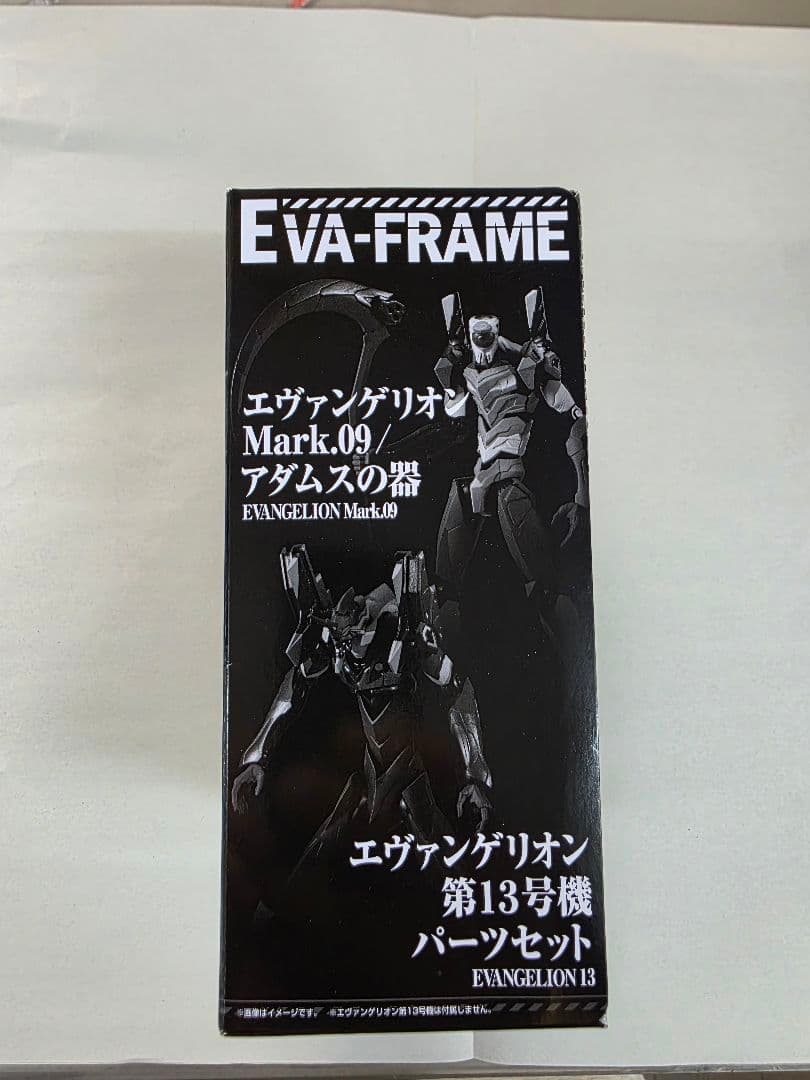 EVA-FRAME
エヴァンゲリオン
Mark.09/
アダムスの器
EVANGELION Mark.09
エヴァンゲリオン
第13号機
パーツセット
EVANGELION 13
※画像はイメージです。 ※エヴァンゲリオン第13号機は付属しません。